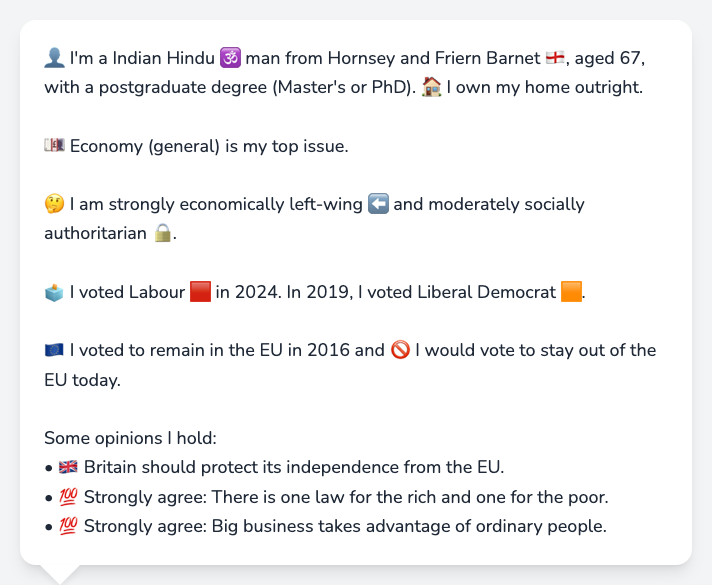 👤 I'm a Indian Hindu 🕉️ man from Hornsey and Friern Barnet 🏴󠁧󠁢󠁥󠁮󠁧󠁿, aged 67,
with a postgraduate degree (Master's or PhD). 🏠 I own my home outright.
💷 Economy (general) is my top issue.
🤔 I am strongly economically left-wing ⬅️ and moderately socially
authoritarian 🔒.
🗳️ I voted Labour 🟥 in 2024. In 2019, I voted Liberal Democrat 🟧.
🇪🇺 I voted to remain in the EU in 2016 and 🚫 I would vote to stay out of the
EU today.
Some opinions I hold:
• 🇬🇧 Britain should protect its independence from the EU.
• 💯 Strongly agree: There is one law for the rich and one for the poor.
• 💯 Strongly agree: Big business takes advantage of ordinary people.